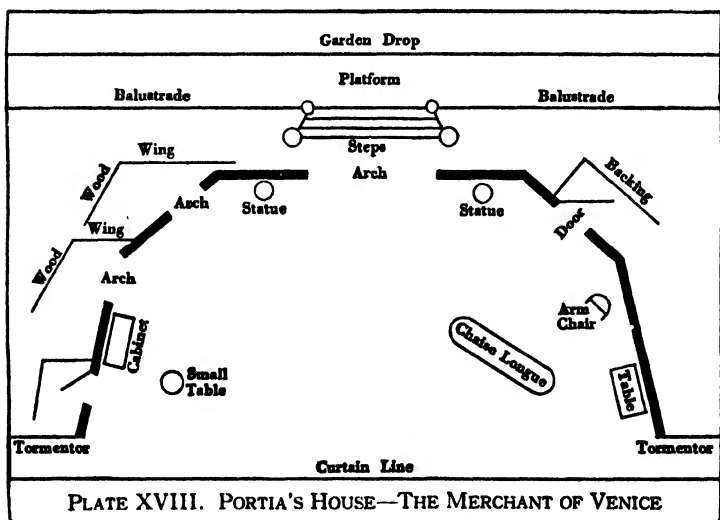 Garden Drop
Platform
Balustrade
Balustrade
Steps
Wing
Wood
Arch
Arch
Backing
Statue
Statue
Door
Wing
Wood
Arch
Arm
Chair
Cabinet
Chaise Longue
Small
Table
Table
Tormentor
Tormentor
Curtain Line
PLATE XVIII. PORTIA'S HOUSE—THE MERCHANT OF VENICE